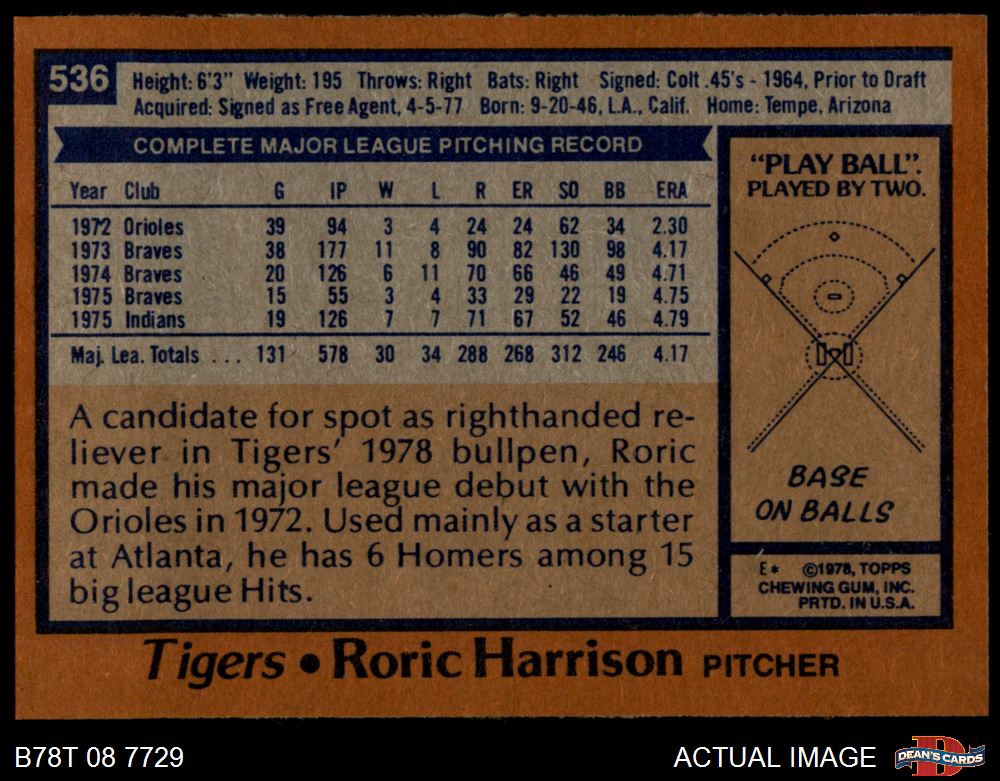 536
Height: 6'3" Weight: 195 Throws: Right Bats: Right Signed: Colt .45's - 1964, Prior to Draft
Acquired: Signed as Free Agent, 4-5-77 Born: 9-20-46, L.A., Calif. Home: Tempe, Arizona
COMPLETE MAJOR LEAGUE PITCHING RECORD
Year Club G IP W L R ER SO BB ERA
1972 Orioles 39 94 3 4 24 24 62 34 2.30
1973 Braves 38 177 11 8 90 82 130 98 4.17
1974 Braves 20 126 6 11 70 66 46 49 4.71
1975 Braves 15 55 3 4 33 29 22 19 4.75
1975 Indians 19 126 7 7 71 67 52 46 4.79
Maj. Lea. Totals ... 131 578 30 34 288 268 312 246 4.17
A candidate for spot as righthanded re-
liever in Tigers' 1978 bullpen, Roric
made his major league debut with the
Orioles in 1972. Used mainly as a starter
at Atlanta, he has 6 Homers among 15
big league Hits.
"PLAY BALL".
PLAYED BY TWO.
BASE
ON BALLS
E* ©1978, TOPPS
CHEWING GUM, INC.
PRTD. IN U.S.A.
Tigers • Roric Harrison PITCHER
B78T 08 7729
ACTUAL IMAGE
D
DEAN'S CARDS